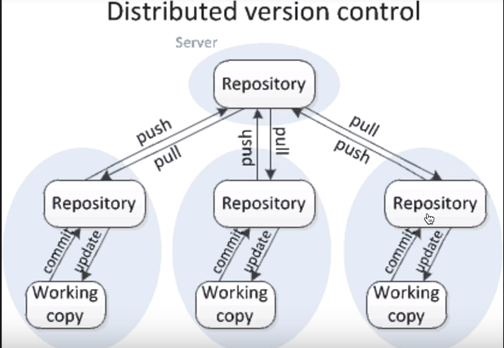 Distributed version control
Server
Repository
push
pull
push
pull
pull
push
Repository
Repository
Repository
commit
update
commit
update
commit
update
Working
copy
Working
copy
Working
copy